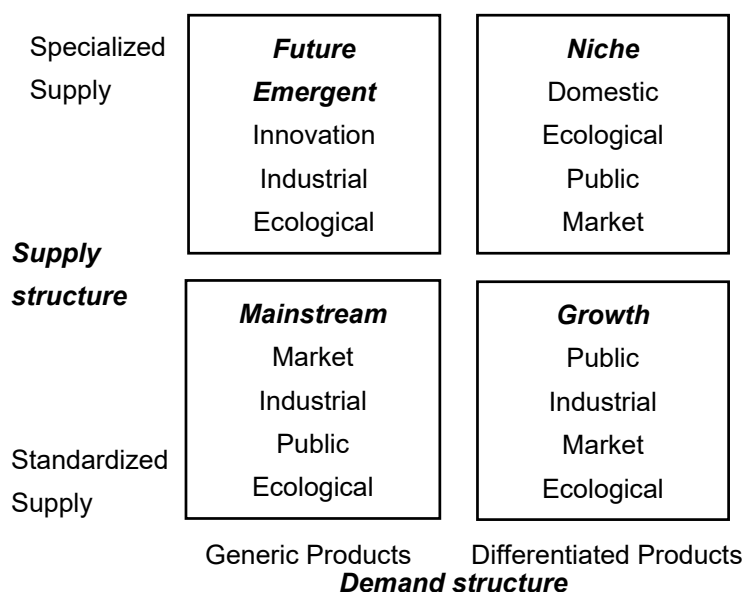 Specialized
Supply
Future
Emergent
Innovation
Industrial
Ecological
Niche
Domestic
Ecological
Public
Market
Supply
structure
Mainstream
Market
Industrial
Public
Ecological
Growth
Public
Industrial
Market
Ecological
Standardized
Supply
Generic Products
Differentiated Products
Demand structure